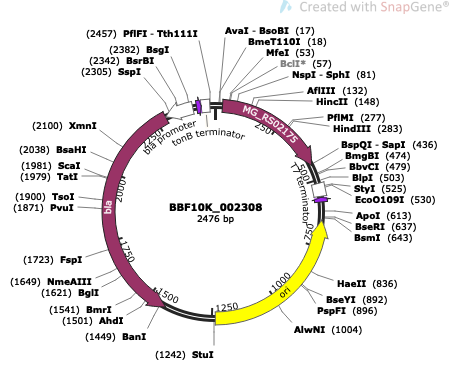 Created with SnapGene®
(2457) PflFI - Tth111I
(2382) BsgI
(2342) BsrBI
(2305) SspI
AvaI - BsoBI (17)
BmeT110I (18)
MfeI (53)
BclI* (57)
NspI - SphI (81)
AflIII (132)
HincII (148)
PflMI (277)
HindIII (283)
BspQI - SapI (436)
BmgBI (474)
BbvCI (479)
BlpI (503)
StyI (525)
EcoO109I (530)
ApoI (613)
BseRI (637)
BsmI (643)
HaeII (836)
BseYI (892)
PspFI (896)
AlwNI (1004)
(1242) StuI
(1449) BanI
(1501) AhdI
(1541) BmrI
(1621) BglI
(1649) NmeAIII
(1723) FspI
(1871) PvuI
(1900) TsoI
(1979) TatI
(1981) ScaI
(2038) BsaHI
(2100) XmnI
bla promoter
tonB terminator
MG_RS02175
T7 terminator
ori
bla
250
500
750
1000
1250
1500
1750
2000
BBF10K_002308
2476 bp